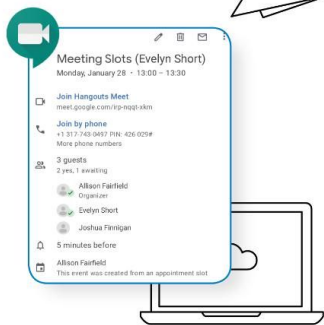 Meeting Slots (Evelyn Short)
Monday, January 28 • 13:00 – 13:30
Join Hangouts Meet
meet.google.com/irp-nqqt-xkm
Join by phone
+1 317-743-0497 PIN: 426 029#
More phone numbers
3 guests
2 yes, 1 awaiting
Allison Fairfield
Organizer
Evelyn Short
Joshua Finnigan
5 minutes before
Allison Fairfield
This event was created from an appointment slot